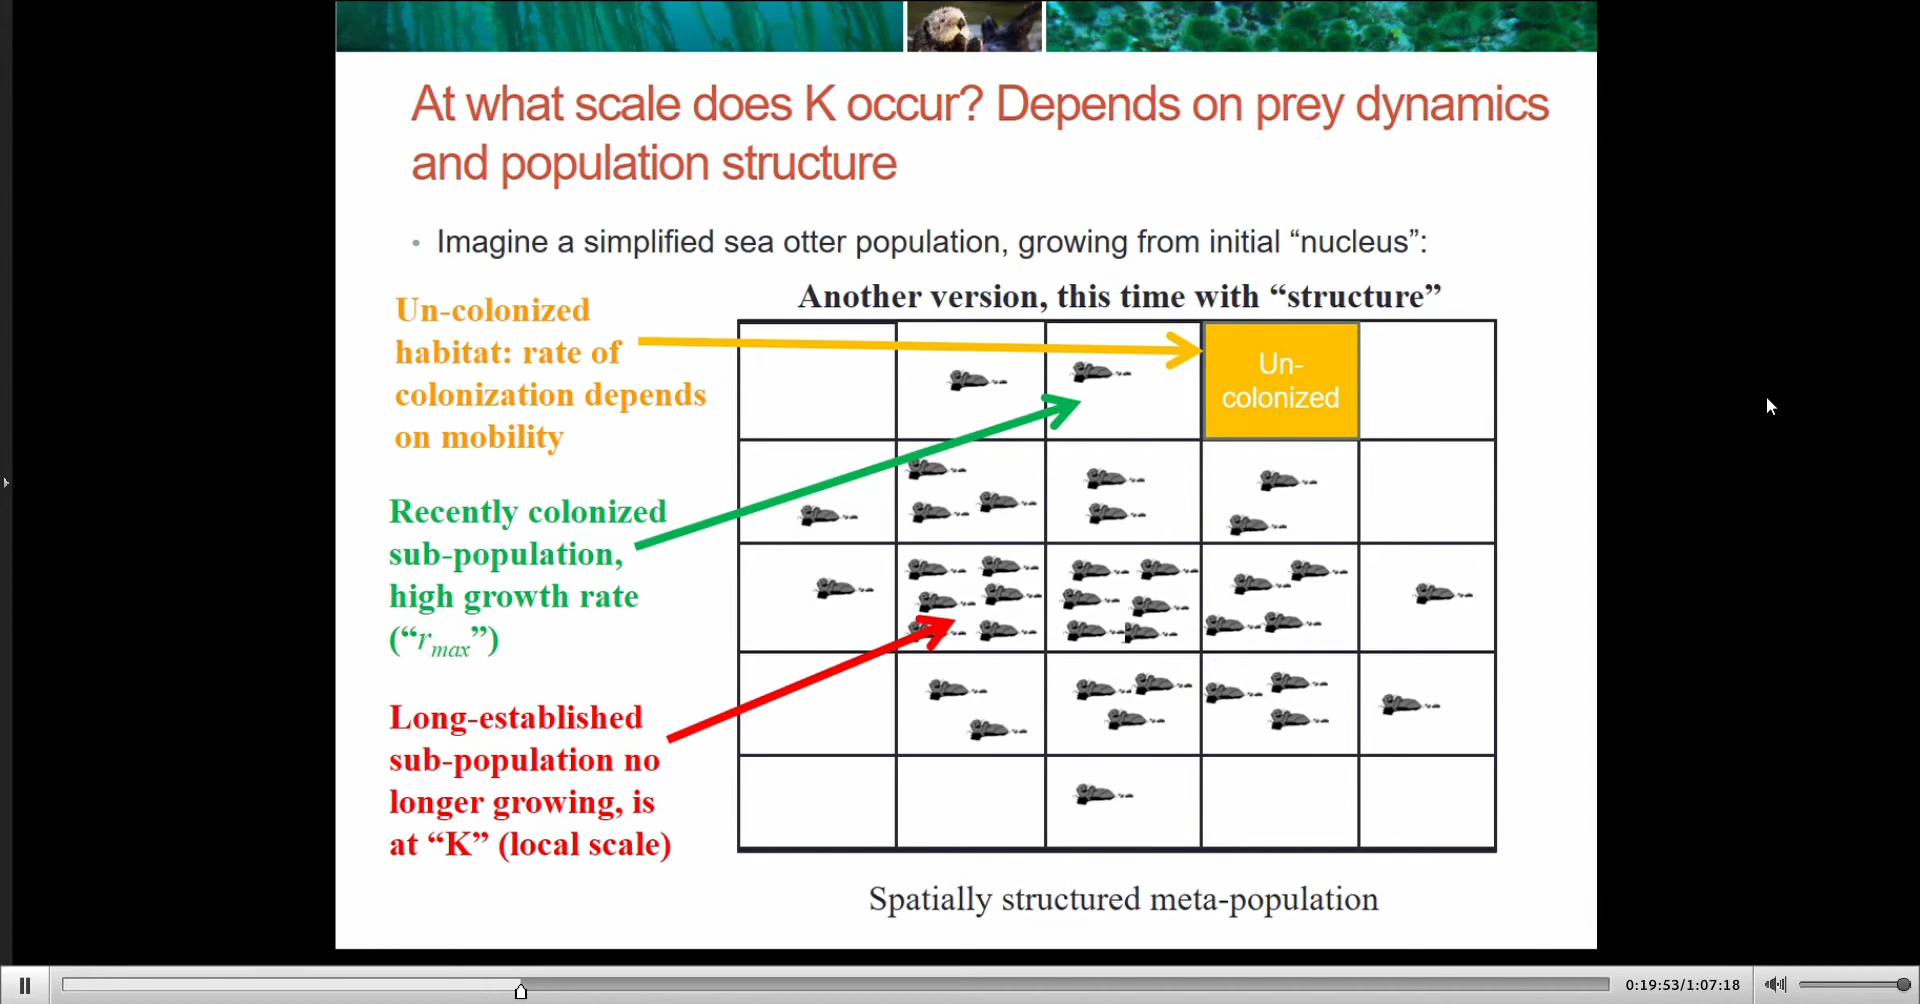 At what scale does K occur? Depends on prey dynamics
and population structure
• Imagine a simplified sea otter population, growing from initial “nucleus”:
Another version, this time with “structure”
Un-colonized
habitat: rate of
colonization depends
on mobility
Un-
colonized
Recently colonized
sub-population,
high growth rate
(“rmax”)
Long-established
sub-population no
longer growing, is
at “K” (local scale)
Spatially structured meta-population
0:19:53/1:07:18